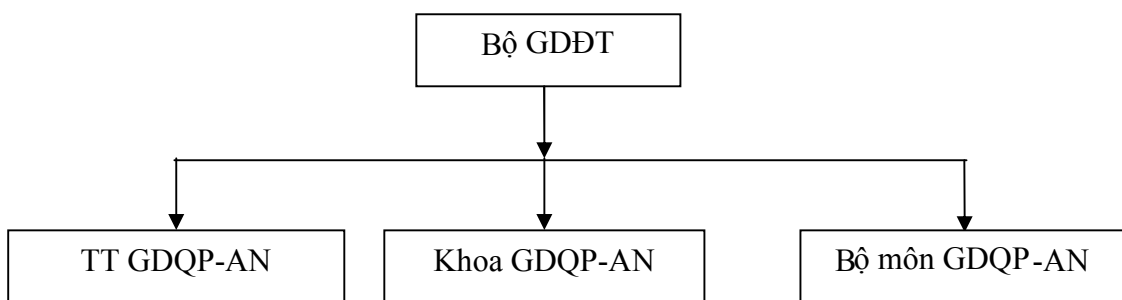 Bộ GDĐT
TT GDQP-AN
Khoa GDQP-AN
Bộ môn GDQP-AN